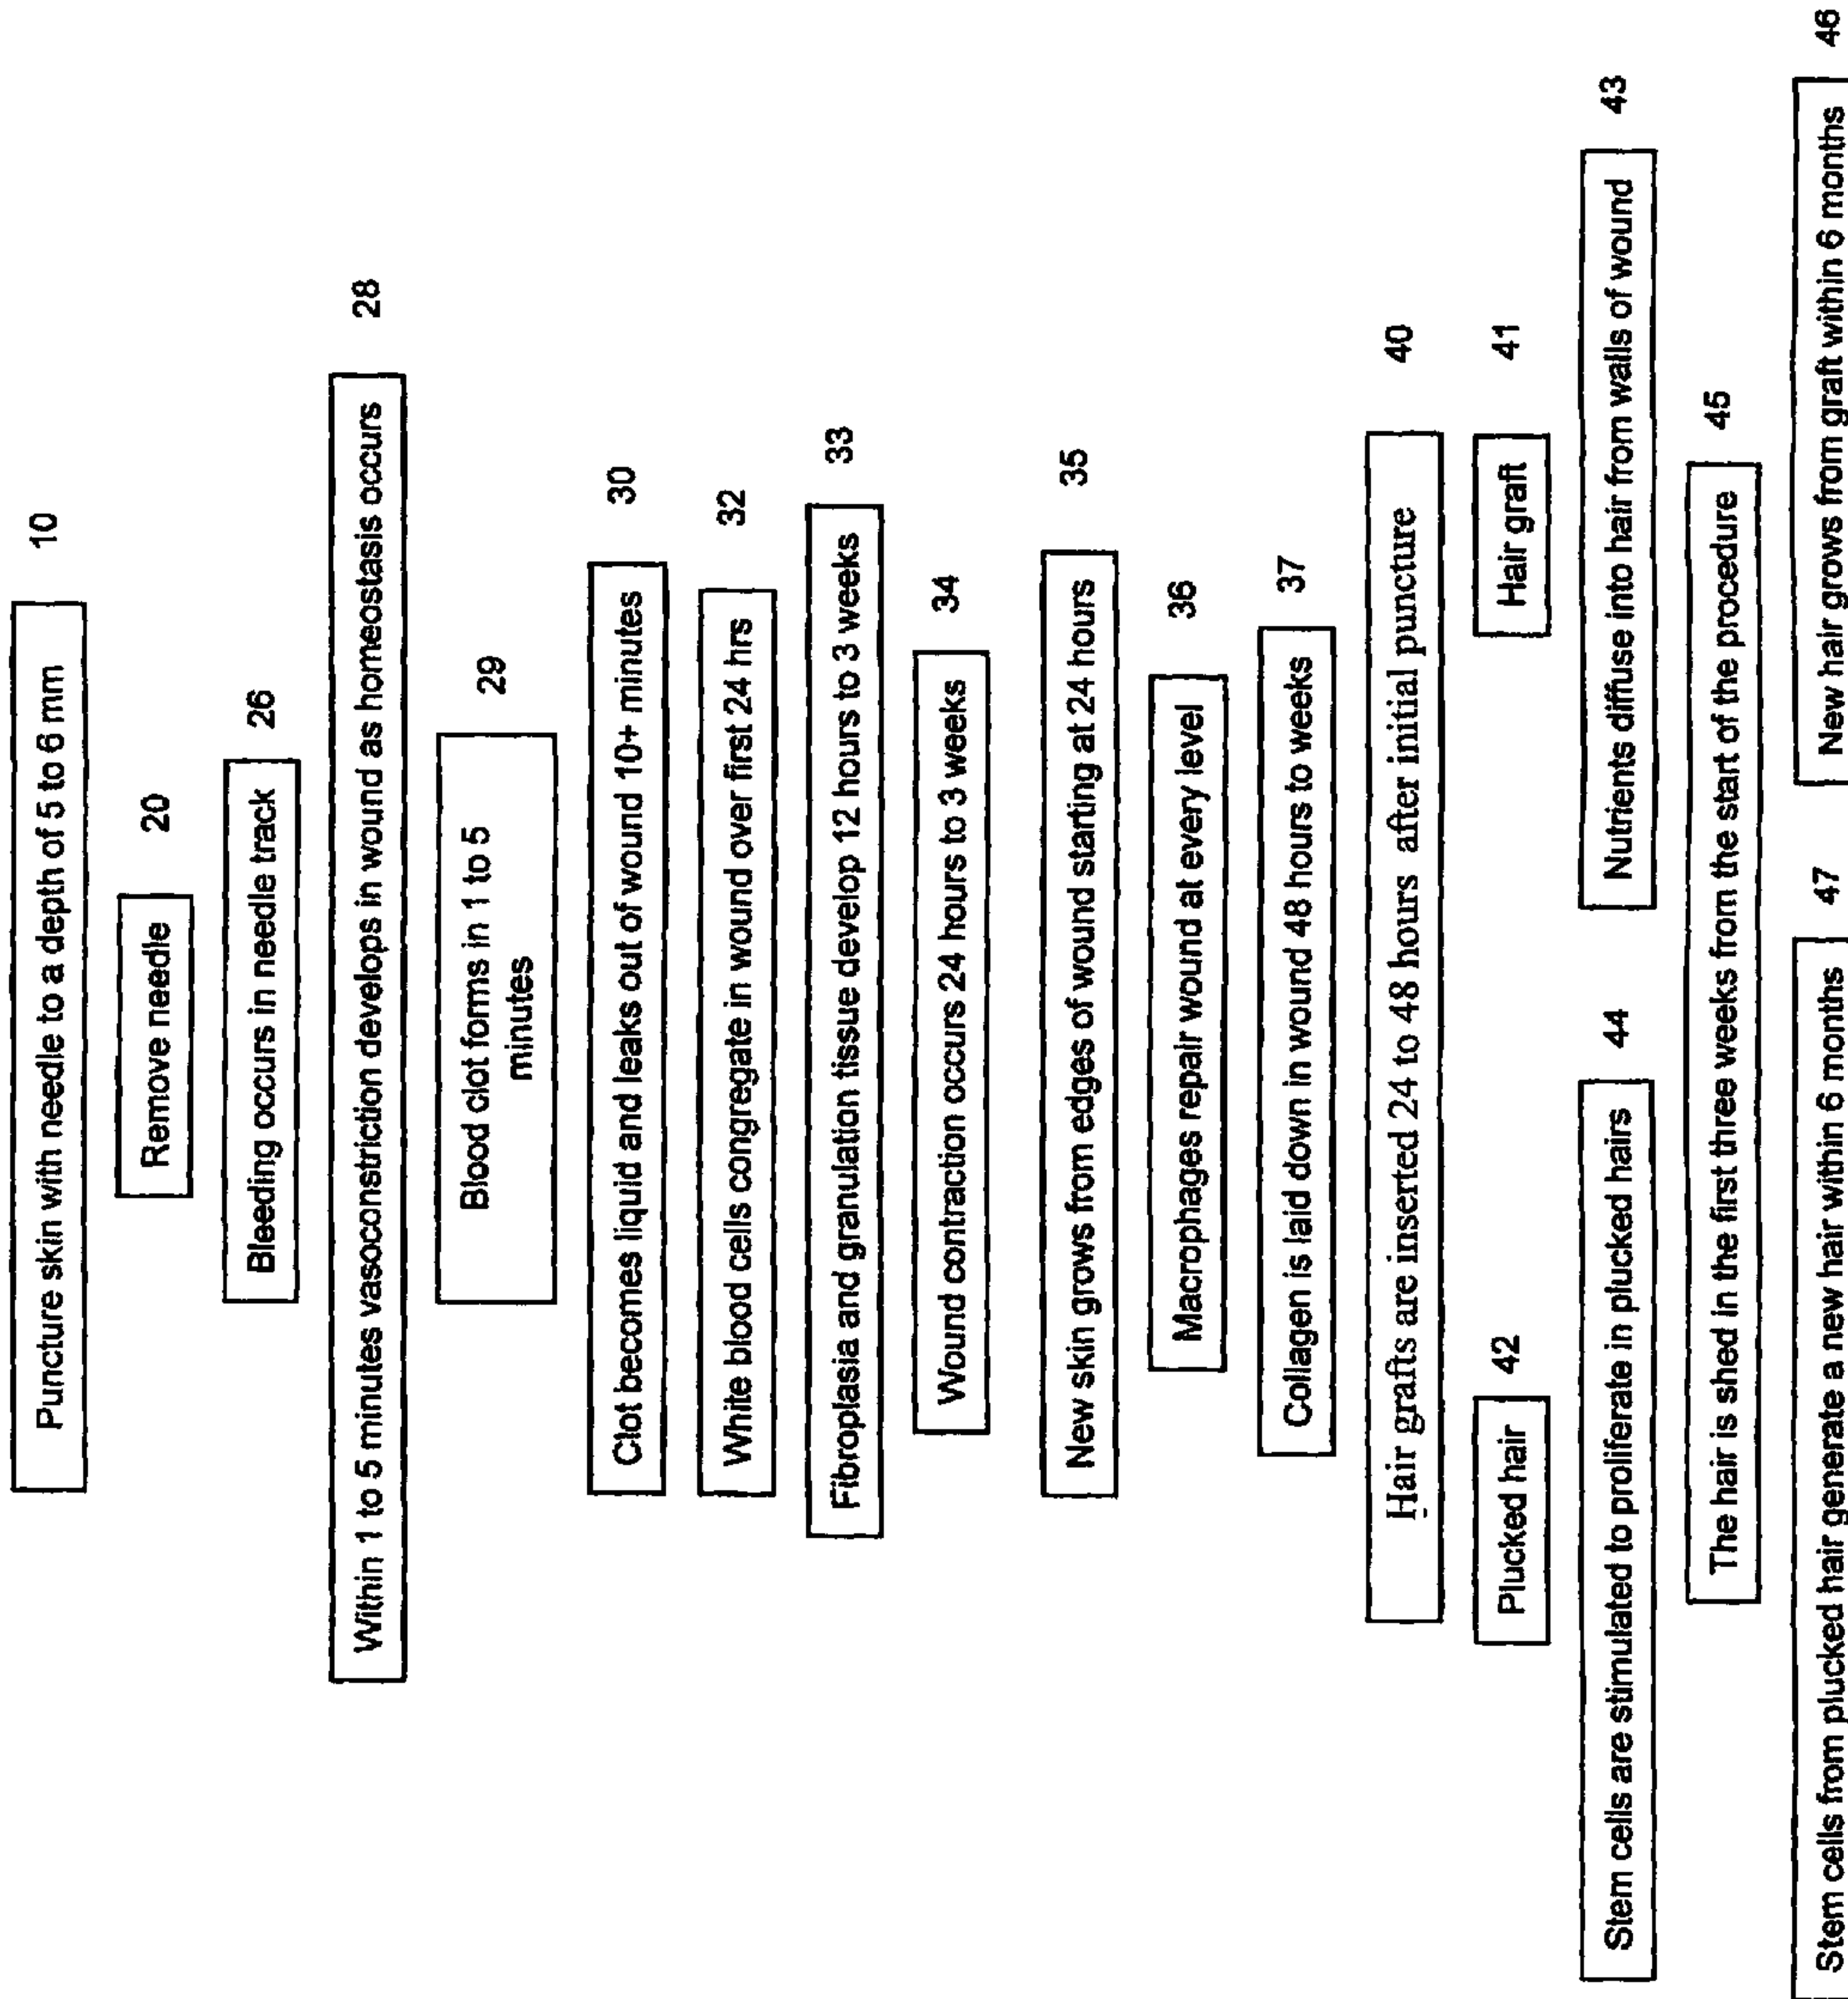 Puncture skin with needle to a depth of 5 to 6 mm 10
Remove needle 20
Bleeding occurs in needle track 26
Within 1 to 5 minutes vasoconstriction develops in wound as homeostasis occurs 28
Blood clot forms in 1 to 5 29
minutes
Clot becomes liquid and leaks out of wound 10+ minutes 30
White blood cells congregate in wound over first 24 hrs 32
Fibroplasia and granulation tissue develop 12 hours to 3 weeks 33
Wound contraction occurs 24 hours to 3 weeks 34
New skin grows from edges of wound starting at 24 hours 35
Macrophages repair wound at every level 36
Collagen is laid down in wound 48 hours to weeks 37
Hair grafts are inserted 24 to 48 hours after initial puncture 40
Plucked hair 42 Hair graft 41
Stem cells are stimulated to proliferate in plucked hairs 44 Nutrients diffuse into hair from walls of wound 43
The hair is shed in the first three weeks from the start of the procedure 45
Stem cells from plucked hair generate a new hair within 6 months 47 New hair grows from graft within 6 months 46